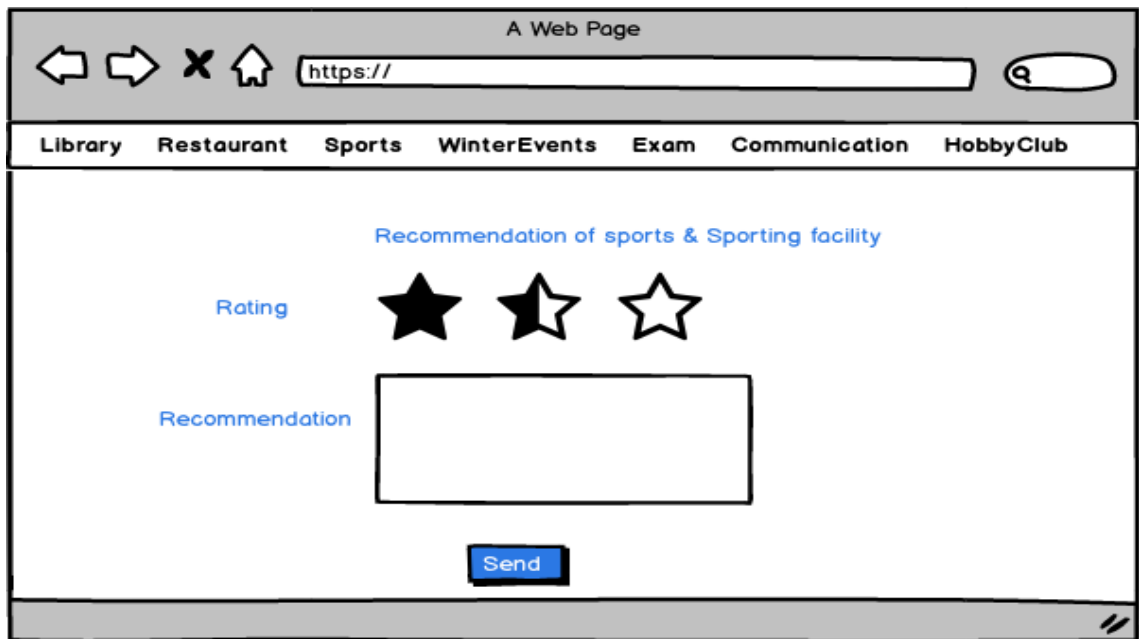 A Web Page
https://
Library Restaurant Sports WinterEvents Exam Communication HobbyClub
Recommendation of sports & Sporting facility
Rating
Recommendation
Send